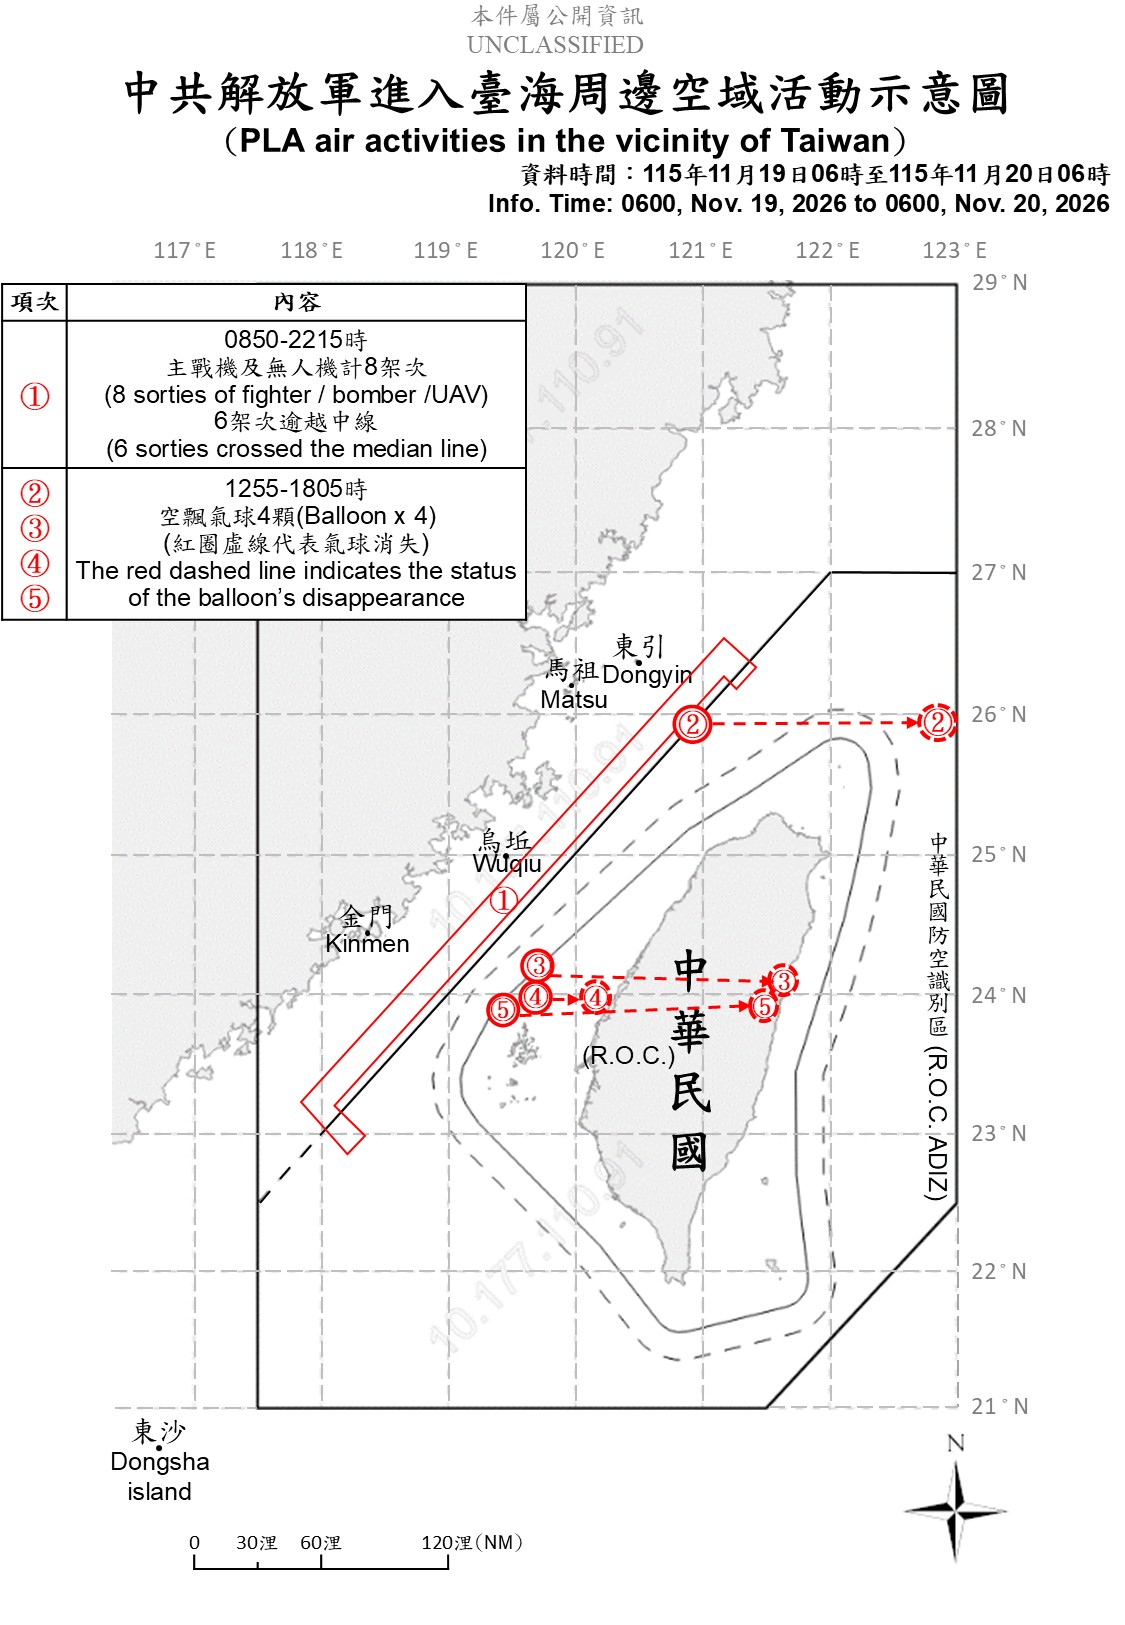 本件屬公開資訊
UNCLASSIFIED
中共解放軍進入臺海周邊空域活動示意圖
（PLA air activities in the vicinity of Taiwan）
資料時間：115年11月19日06時至115年11月20日06時
Info. Time: 0600, Nov. 19, 2026 to 0600, Nov. 20, 2026
117°E 118°E 119°E 120°E 121°E 122°E 123°E
項次 內容
①
0850-2215時
主戰機及無人機計8架次
(8 sorties of fighter / bomber /UAV)
6架次逾越中線
(6 sorties crossed the median line)
②
③
④
⑤
1255-1805時
空飄氣球4顆(Balloon x 4)
(紅圈虛線代表氣球消失)
The red dashed line indicates the status
of the balloon’s disappearance
29°N
28°N
27°N
26°N
25°N
24°N
23°N
22°N
21°N
東引
Dongyin
馬祖
Matsu
② ②
烏坵
Wuqiu
①
金門
Kinmen
③ ③
④ ④
⑤ ⑤
中華民國
(R.O.C.)
中華民國防空識別區 (R.O.C. ADIZ)
10.177.110.91
東沙
Dongsha
island
N
0 30浬 60浬 120浬(NM)